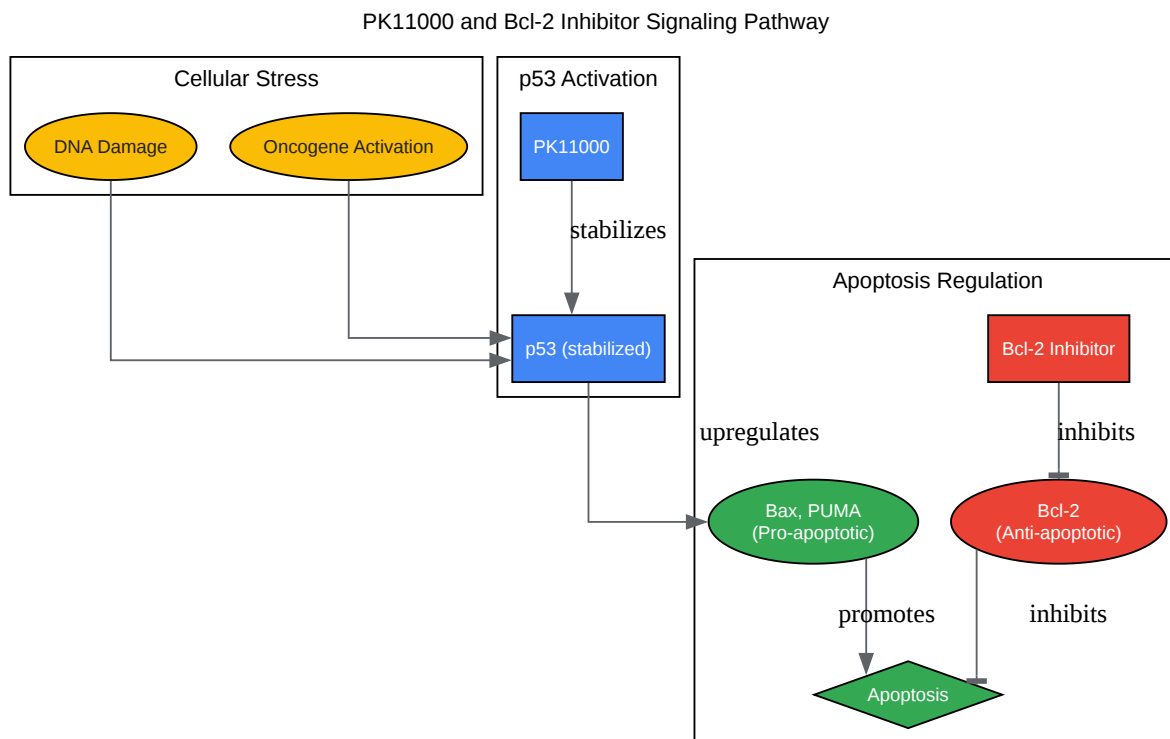 PK11000 and Bcl-2 Inhibitor Signaling Pathway
Cellular Stress
p53 Activation
DNA Damage
Oncogene Activation
PK11000
stabilizes
Apoptosis Regulation
p53 (stabilized)
Bcl-2 Inhibitor
upregulates
inhibits
Bax, PUMA
(Pro-apoptotic)
Bcl-2
(Anti-apoptotic)
promotes
inhibits
Apoptosis